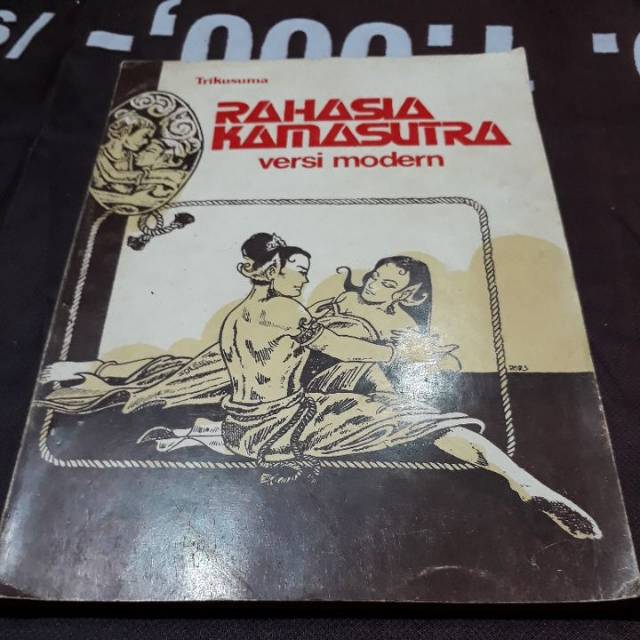 Trikusuma
RAHASIA
KAMASUTRA
versi modern